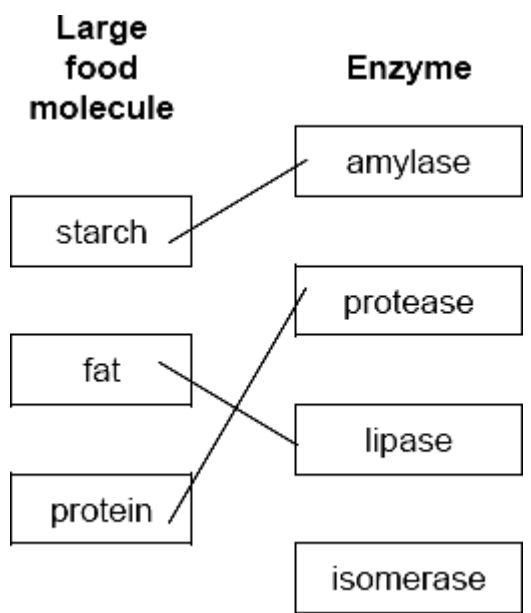 Large
food
molecule
Enzyme
starch
fat
protein
amylase
protease
lipase
isomerase